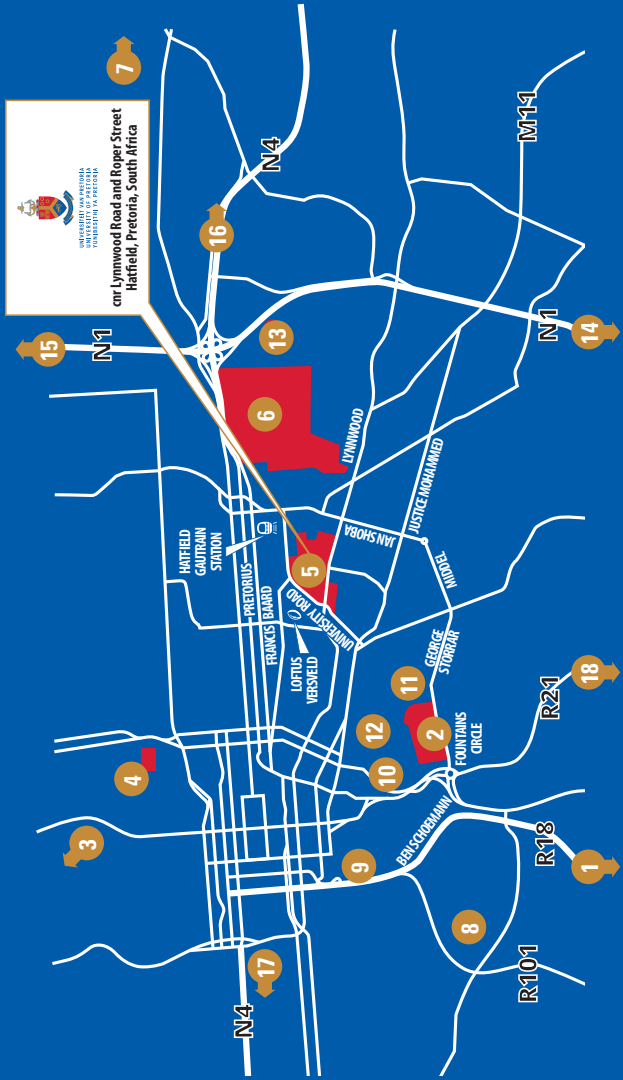 UNIVERSITEIT VAN PRETORIA
UNIVERSITY OF PRETORIA
YUNIBESITHI YA PRETORIA
cnr Lynnwood Road and Roper Street
Hatfield, Pretoria, South Africa
7
15
N1
16
N4
M11
13
6
N1
14
LYNNWOOD
HATFIELD
GAUTRAIN
STATION
JAN SHOBA
JUSTICE MOHAMMED
5
PRETORIUS
FRANCIS BAARD
UNIVERSITY ROAD
MIDDEL
LOFTUS
VERSVELD
GEORGE
STORRAR
11
18
R21
4
12
2
10
FOUNTAINS
CIRCLE
3
BEN SCHOEMANN
9
R18
1
8
17
R101
N4